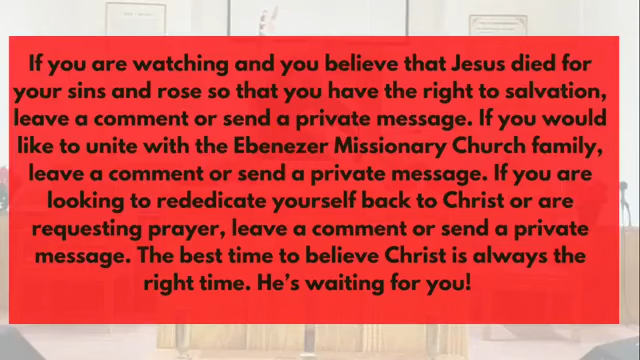 If you are watching and you believe that Jesus died for
your sins and rose so that you have the right to salvation,
leave a comment or send a private message. If you would
like to unite with the Ebenezer Missionary Church family,
leave a comment or send a private message. If you are
looking to rededicate yourself back to Christ or are
requesting prayer, leave a comment or send a private
message. The best time to believe Christ is always the
right time. He’s waiting for you!